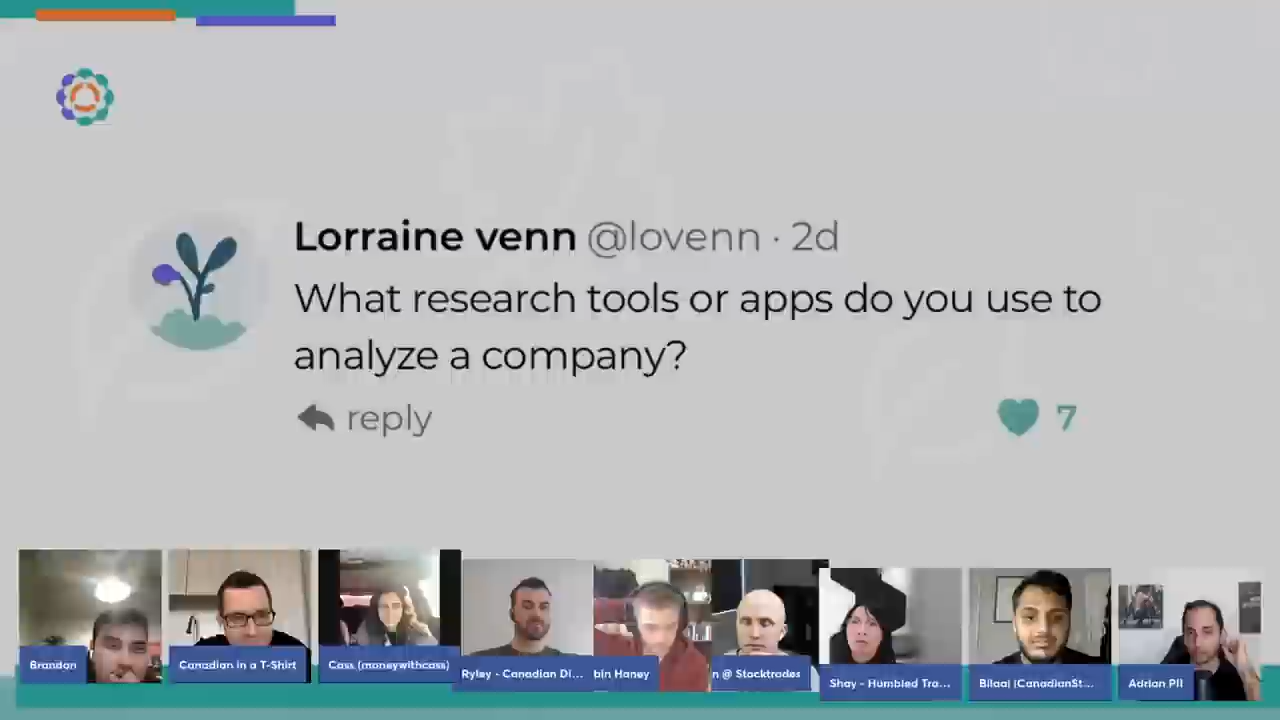 Lorraine venn @lovenn · 2d
What research tools or apps do you use to
analyze a company?
reply
7
Brandon
Canadian in a T-Shirt
Cass (moneywithcass)
Ryley - Canadian Di...
bin Haney
n @ Stocktrades
Shay - Humbled Tra...
Bilaal (CanadianSt...
Adrian Pll